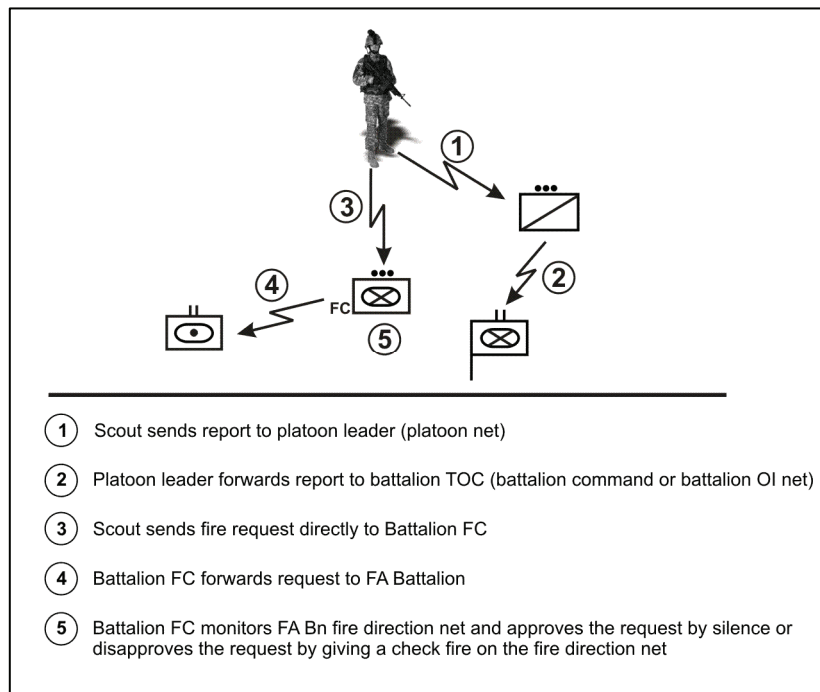 1
3
2
4
FC
5
1 Scout sends report to platoon leader (platoon net)
2 Platoon leader forwards report to battalion TOC (battalion command or battalion OI net)
3 Scout sends fire request directly to Battalion FC
4 Battalion FC forwards request to FA Battalion
5 Battalion FC monitors FA Bn fire direction net and approves the request by silence or
disapproves the request by giving a check fire on the fire direction net